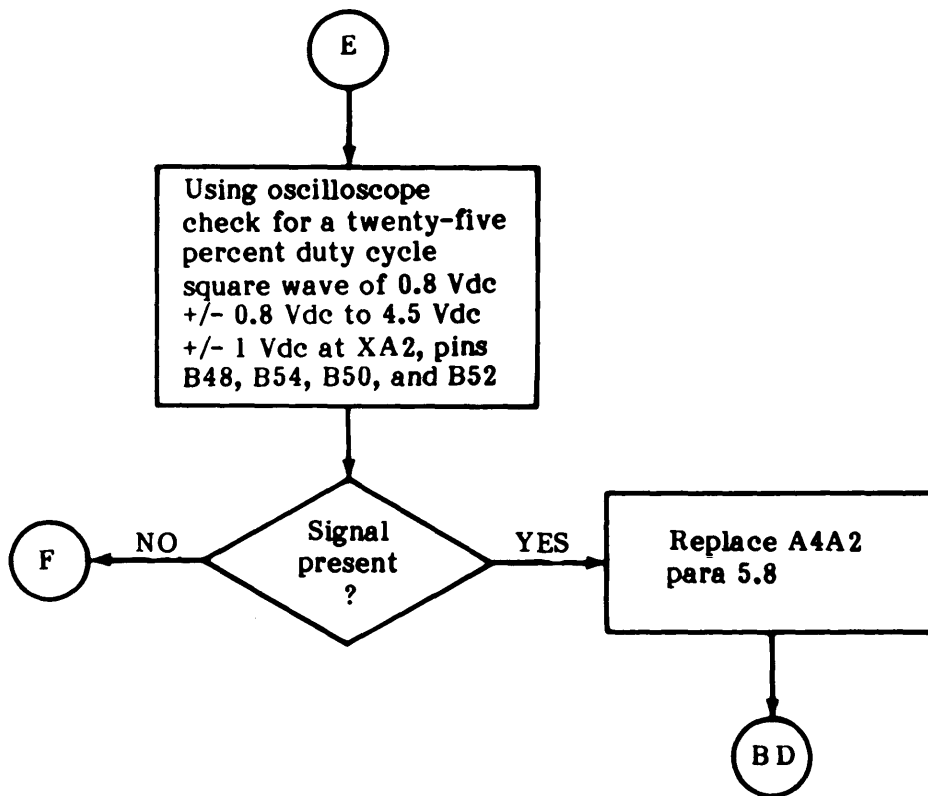 E
Using oscilloscope
check for a twenty-five
percent duty cycle
square wave of 0.8 Vdc
+/- 0.8 Vdc to 4.5 Vdc
+/- 1 Vdc at XA2, pins
B48, B54, B50, and B52
Signal
present
?
NO
F
YES
Replace A4A2
para 5.8
BD